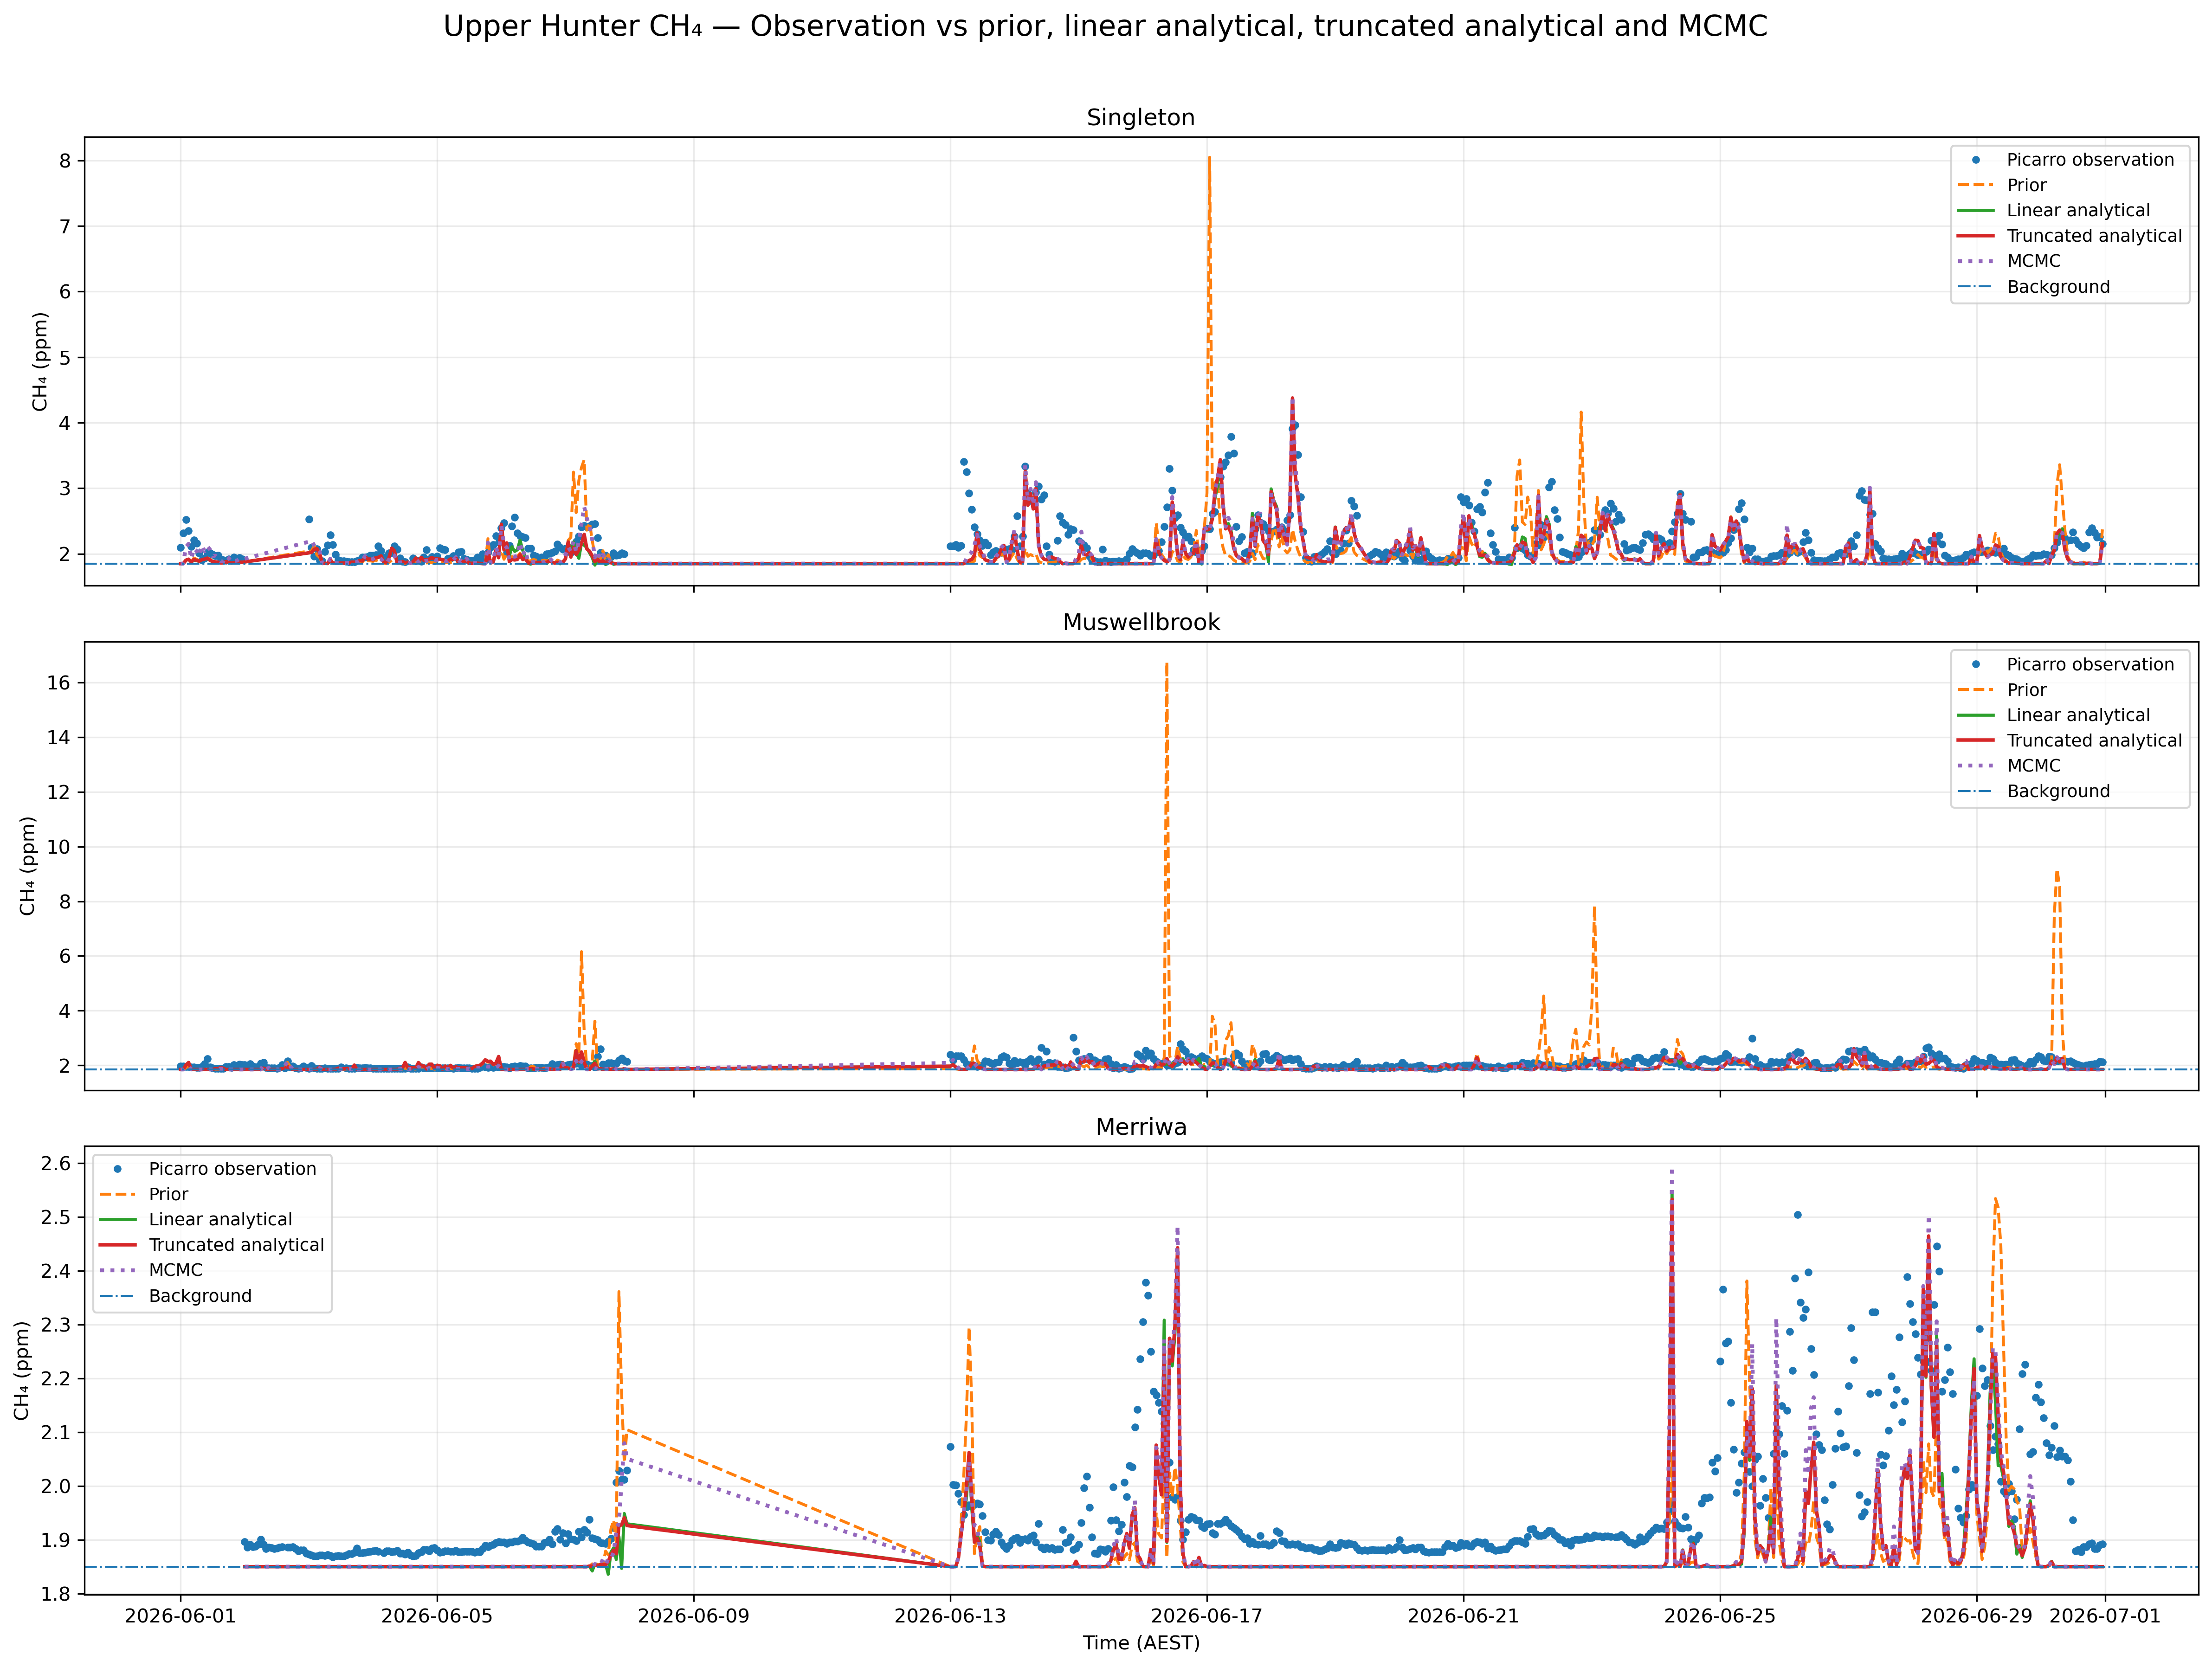 Upper Hunter CH₄ — Observation vs prior, linear analytical, truncated analytical and MCMC
Singleton
CH₄ (ppm)
8
7
6
5
4
3
2
Picarro observation
Prior
Linear analytical
Truncated analytical
MCMC
Background
Muswellbrook
CH₄ (ppm)
16
14
12
10
8
6
4
2
Picarro observation
Prior
Linear analytical
Truncated analytical
MCMC
Background
Merriwa
CH₄ (ppm)
2.6
2.5
2.4
2.3
2.2
2.1
2.0
1.9
1.8
Picarro observation
Prior
Linear analytical
Truncated analytical
MCMC
Background
2026-06-01 2026-06-05 2026-06-09 2026-06-13 2026-06-17 2026-06-21 2026-06-25 2026-06-29 2026-07-01
Time (AEST)